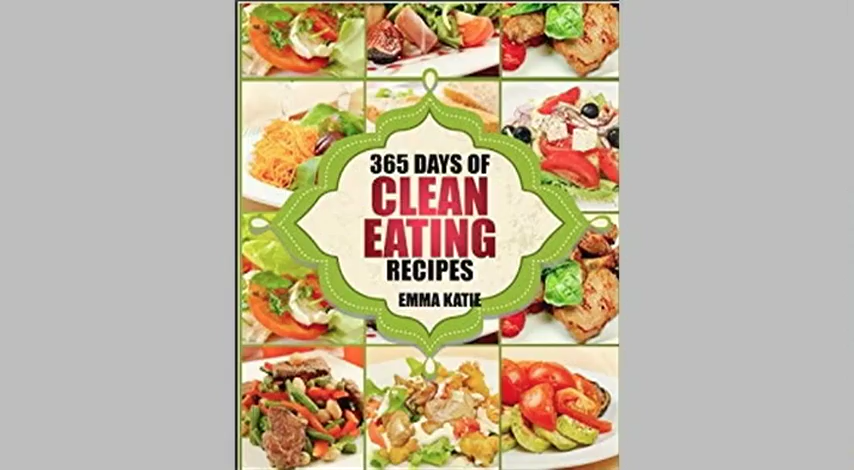 365 DAYS OF
CLEAN
EATING
RECIPES
EMMA KATIE